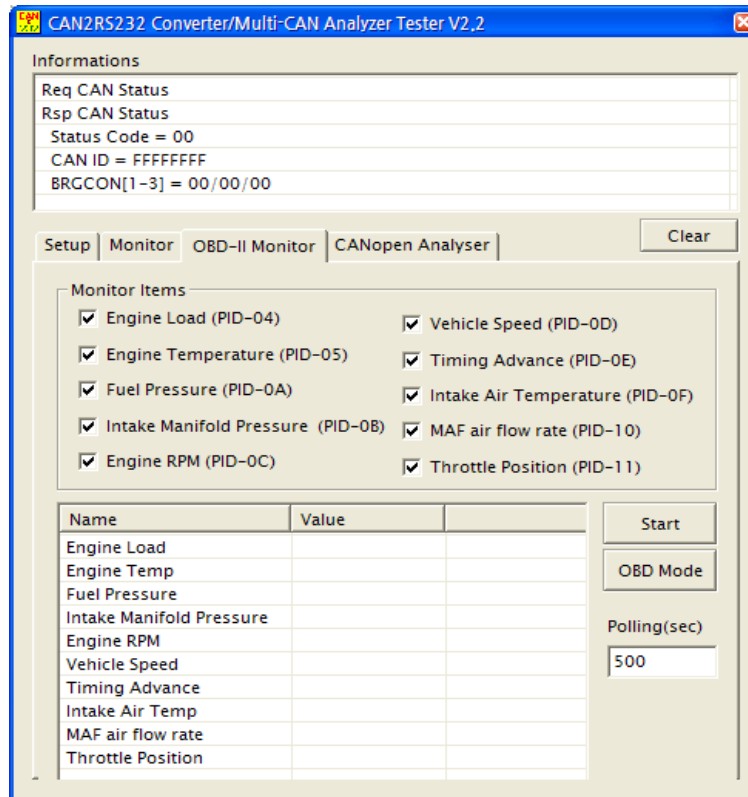 CAN2RS232 Converter/Multi-CAN Analyzer Tester V2,2
Informations
Req CAN Status
Rsp CAN Status
Status Code = 00
CAN ID = FFFFFFFF
BRGCON[1-3] = 00/00/00
Clear
Setup Monitor OBD-II Monitor CANopen Analyser
Monitor Items
Engine Load (PID-04)
Engine Temperature (PID-05)
Fuel Pressure (PID-0A)
Intake Manifold Pressure (PID-0B)
Engine RPM (PID-0C)
Vehicle Speed (PID-0D)
Timing Advance (PID-0E)
Intake Air Temperature (PID-0F)
MAF air flow rate (PID-10)
Throttle Position (PID-11)
Name Value
Engine Load
Engine Temp
Fuel Pressure
Intake Manifold Pressure
Engine RPM
Vehicle Speed
Timing Advance
Intake Air Temp
MAF air flow rate
Throttle Position
Start
OBD Mode
Polling(sec)
500